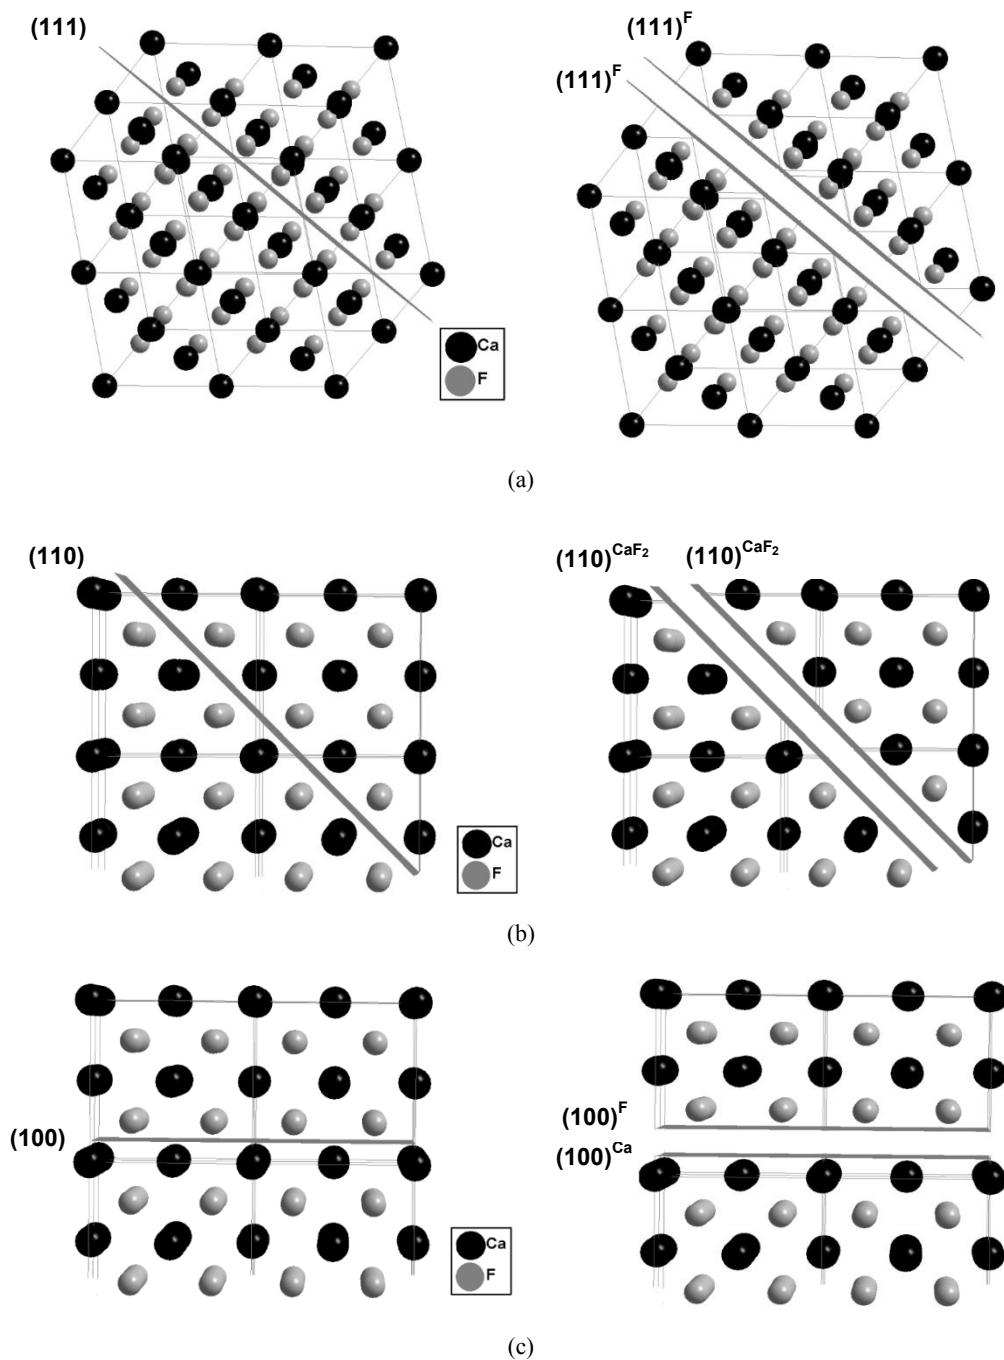 (111)
(111)^F
(111)^F
Ca
F
(a)
(110)
(110)^CaF₂
(110)^CaF₂
Ca
F
(b)
(100)
(100)^F
(100)^Ca
Ca
F
(c)